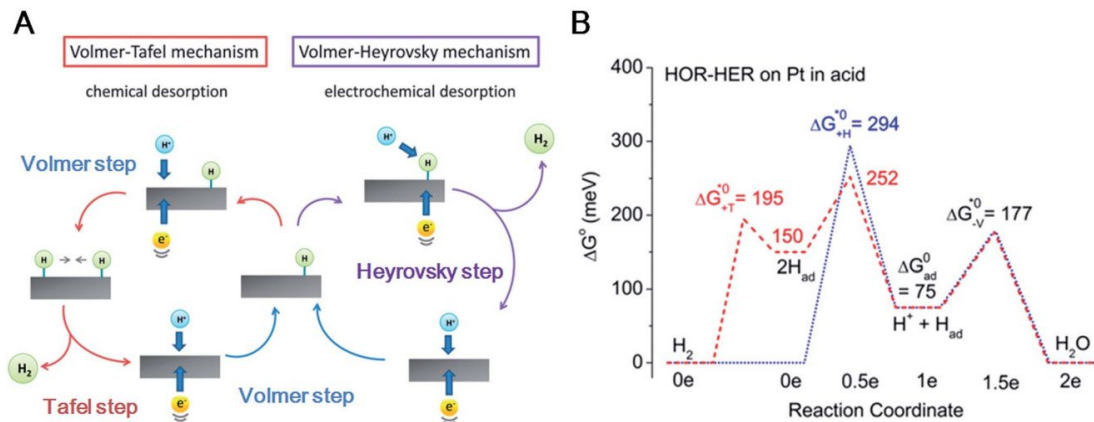 A
Volmer-Tafel mechanism
Volmer-Heyrovsky mechanism
chemical desorption
electrochemical desorption
Volmer step
H⁺
H
e⁻
H⁺
H
e⁻
H₂
H
H
H
Heyrovsky step
H₂
H⁺
e⁻
H⁺
e⁻
Tafel step
Volmer step
B
HOR-HER on Pt in acid
400
300
200
100
0
ΔG° (meV)
ΔG*⁰₊H = 294
252
ΔG*⁰₊T = 195
ΔG*⁰₋V = 177
150
2Had
ΔG⁰ad
= 75
H⁺ + Had
H₂
H₂O
0e
0e
0.5e
1e
1.5e
2e
Reaction Coordinate